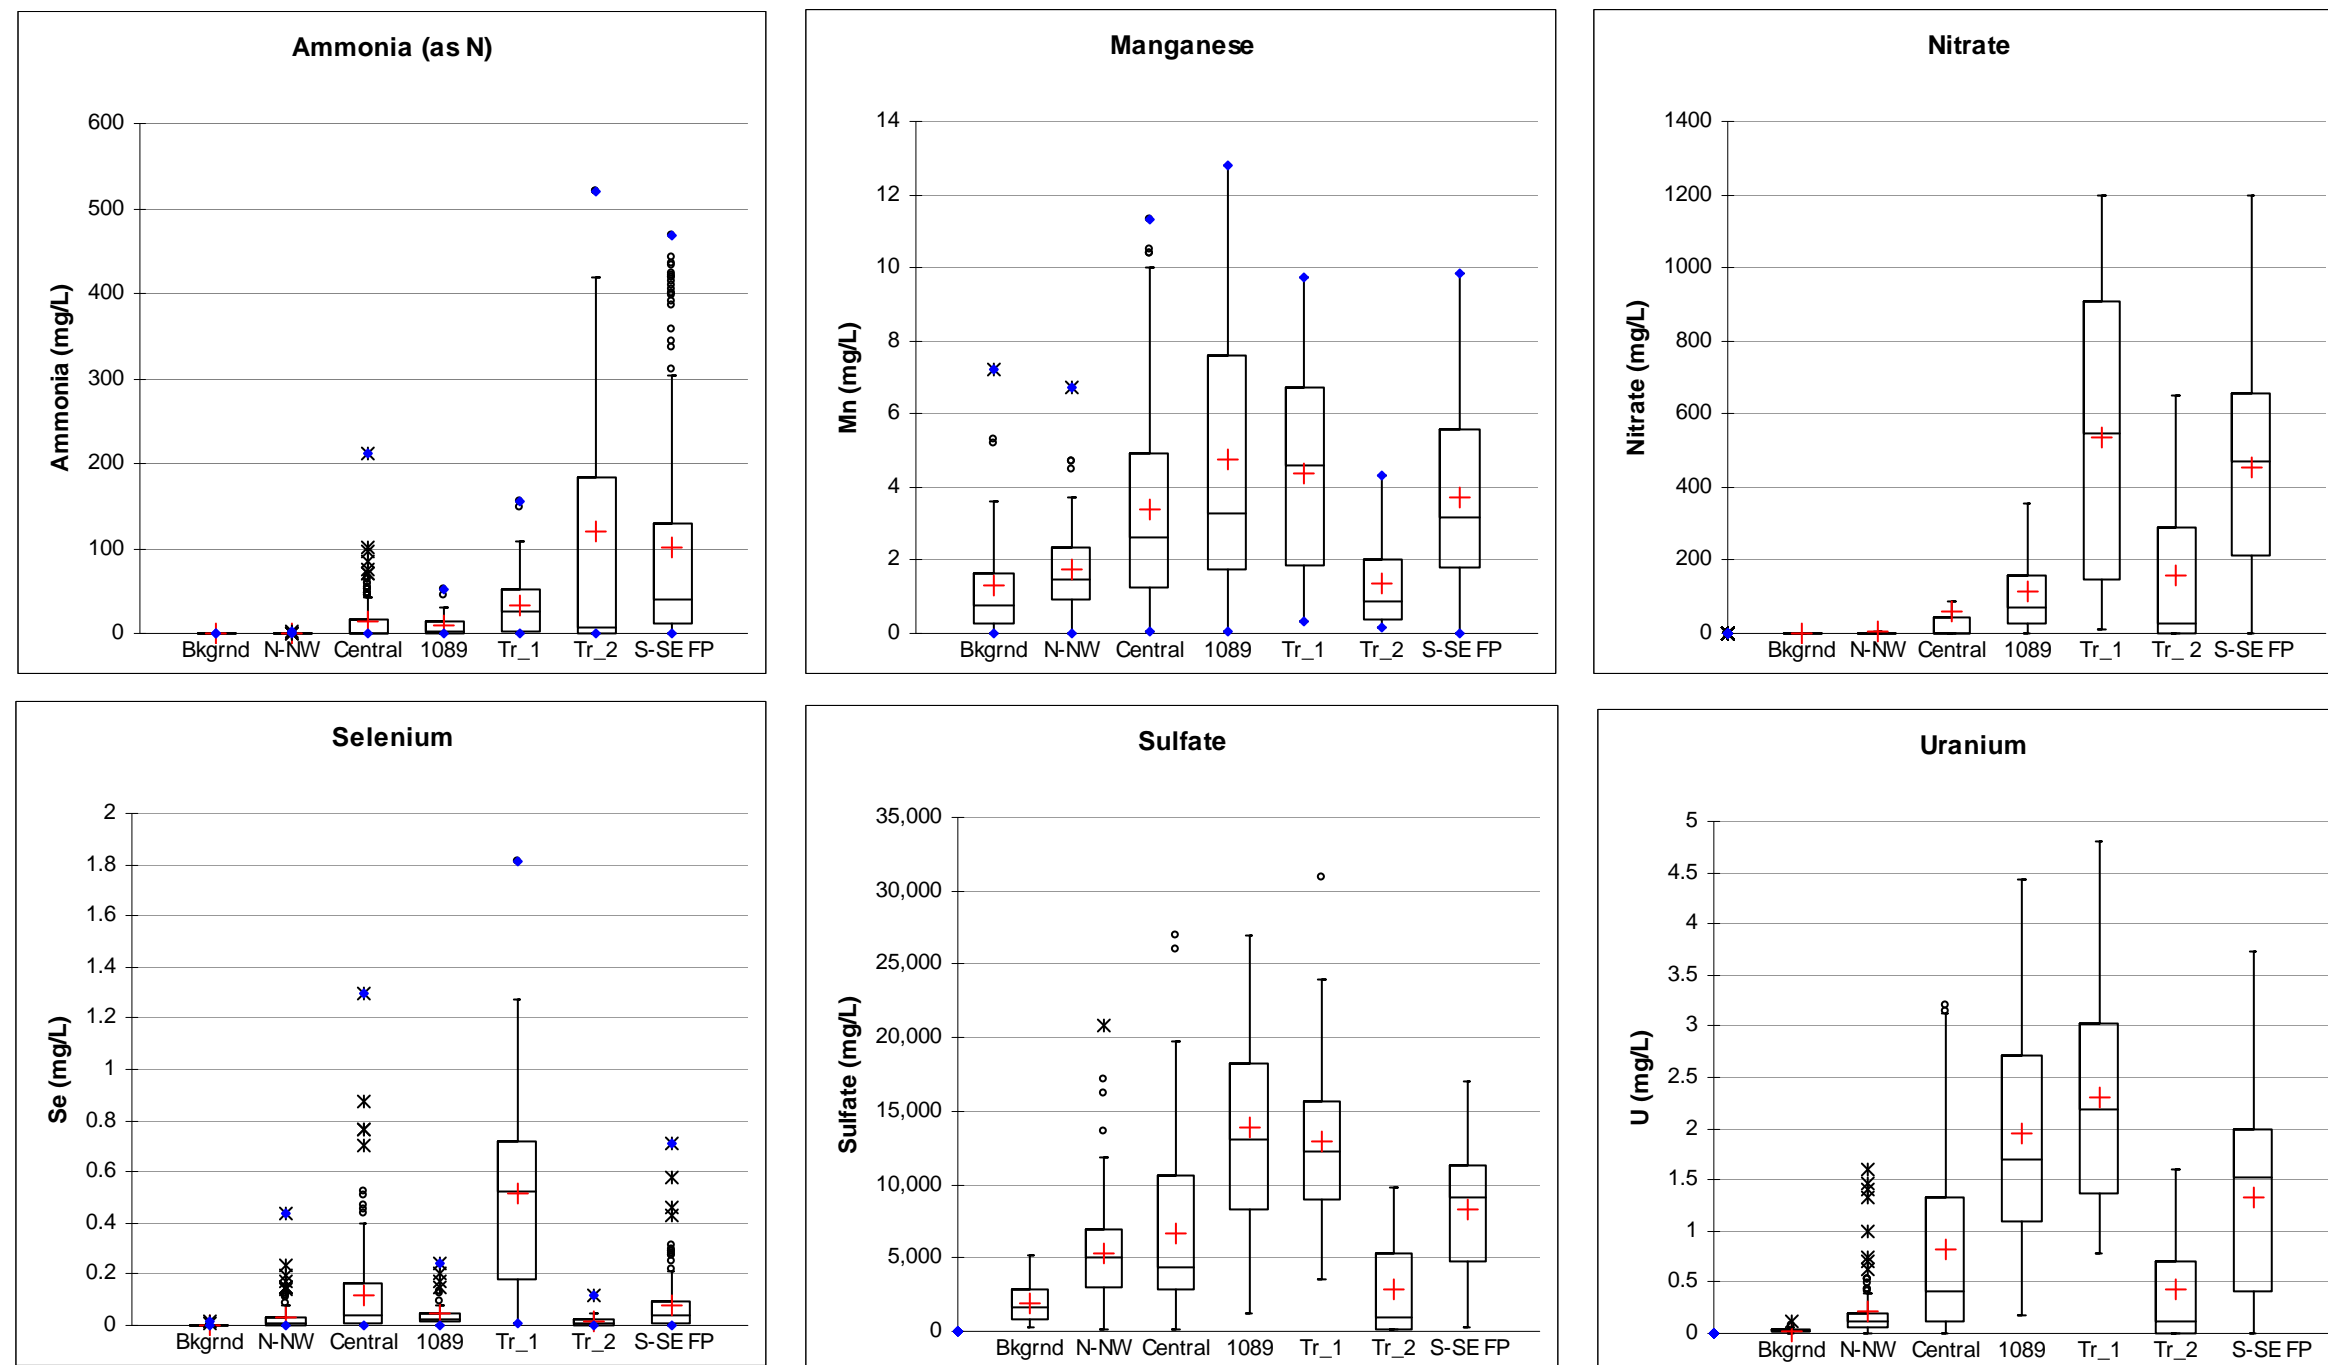 Ammonia (as N)
Ammonia (mg/L)
600
500
400
300
200
100
0
Bkgrnd N-NW Central 1089 Tr_1 Tr_2 S-SE FP
Manganese
Mn (mg/L)
14
12
10
8
6
4
2
0
Bkgrnd N-NW Central 1089 Tr_1 Tr_2 S-SE FP
Nitrate
Nitrate (mg/L)
1400
1200
1000
800
600
400
200
0
Bkgrnd N-NW Central 1089 Tr_1 Tr_ 2 S-SE FP
Selenium
Se (mg/L)
2
1.8
1.6
1.4
1.2
1
0.8
0.6
0.4
0.2
0
Bkgrnd N-NW Central 1089 Tr_1 Tr_2 S-SE FP
Sulfate
Sulfate (mg/L)
35,000
30,000
25,000
20,000
15,000
10,000
5,000
0
Bkgrnd N-NW Central 1089 Tr_1 Tr_2 S-SE FP
Uranium
U (mg/L)
5
4.5
4
3.5
3
2.5
2
1.5
1
0.5
0
Bkgrnd N-NW Central 1089 Tr_1 Tr_2 S-SE FP